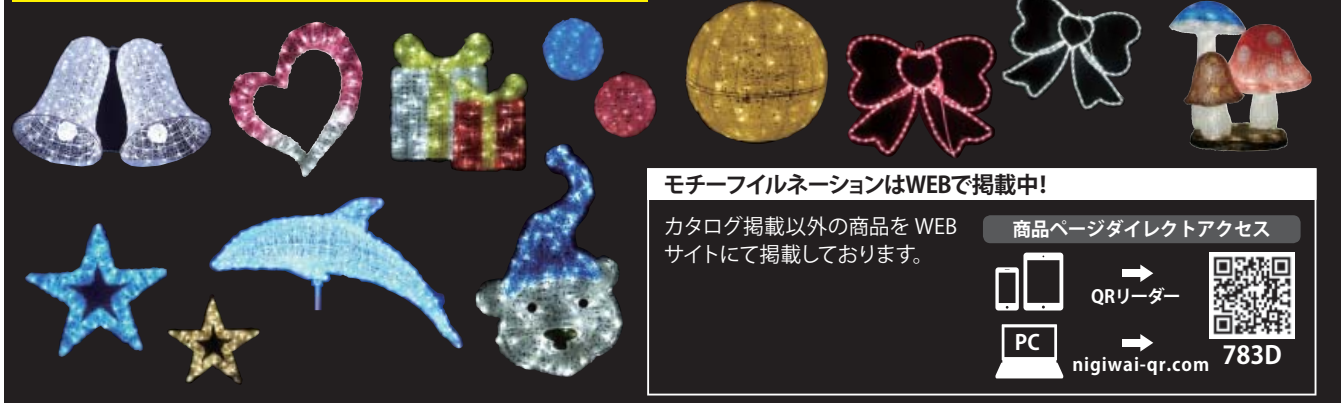 モチーフイルネーションはWEBで掲載中!
カタログ掲載以外の商品を WEB
サイトにて掲載しております。
商品ページダイレクトアクセス
QRリーダー
PC
nigiwai-qr.com
783D